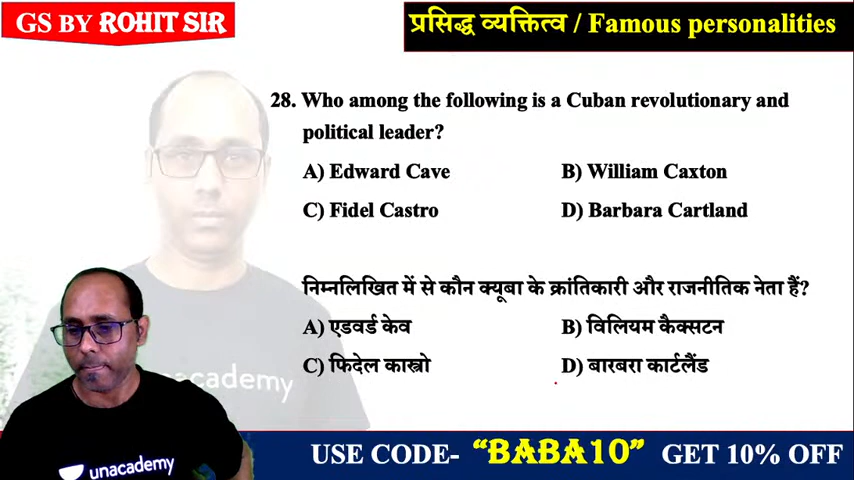 GS BY ROHIT SIR
प्रसिद्ध व्यक्तित्व / Famous personalities
28. Who among the following is a Cuban revolutionary and
political leader?
A) Edward Cave
B) William Caxton
C) Fidel Castro
D) Barbara Cartland
निम्नलिखित में से कौन क्यूबा के क्रांतिकारी और राजनीतिक नेता हैं?
A) एडवर्ड केव
B) विलियम कैक्सटन
C) फिदेल कास्त्रो
D) बारबरा कार्टलैंड
academy
unacademy
USE CODE- “BABA10” GET 10% OFF